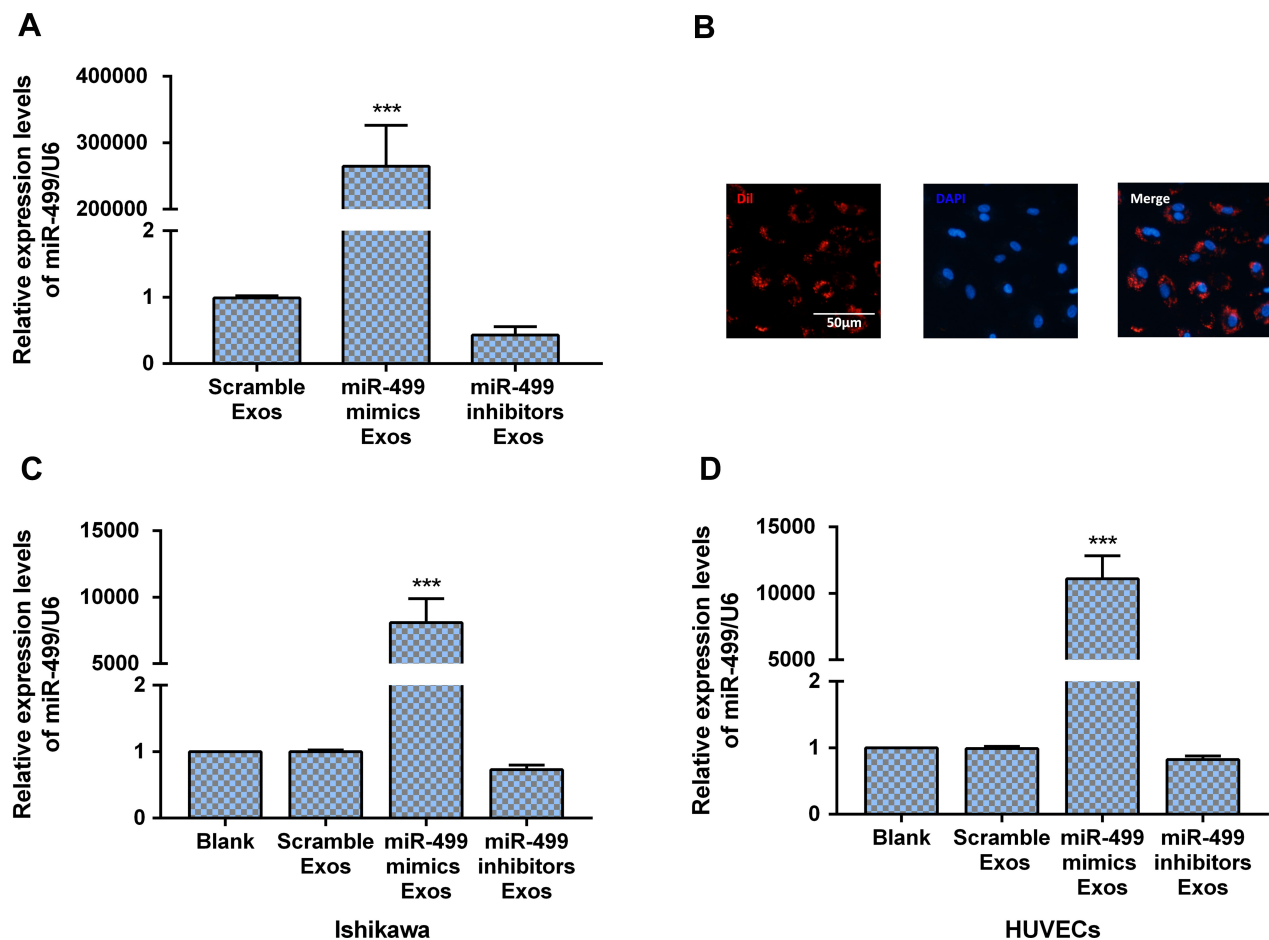 A
Relative expression levels
of miR-499/U6
400000
300000
200000
2
1
0
***
Scramble
Exos
miR-499
mimics
Exos
miR-499
inhibitors
Exos
B
Dil
50μm
DAPI
Merge
C
Relative expression levels
of miR-499/U6
15000
10000
5000
2
1
0
***
Blank
Scramble
Exos
miR-499
mimics
Exos
miR-499
inhibitors
Exos
Ishikawa
D
Relative expression levels
of miR-499/U6
15000
10000
5000
2
1
0
***
Blank
Scramble
Exos
miR-499
mimics
Exos
miR-499
inhibitors
Exos
HUVECs